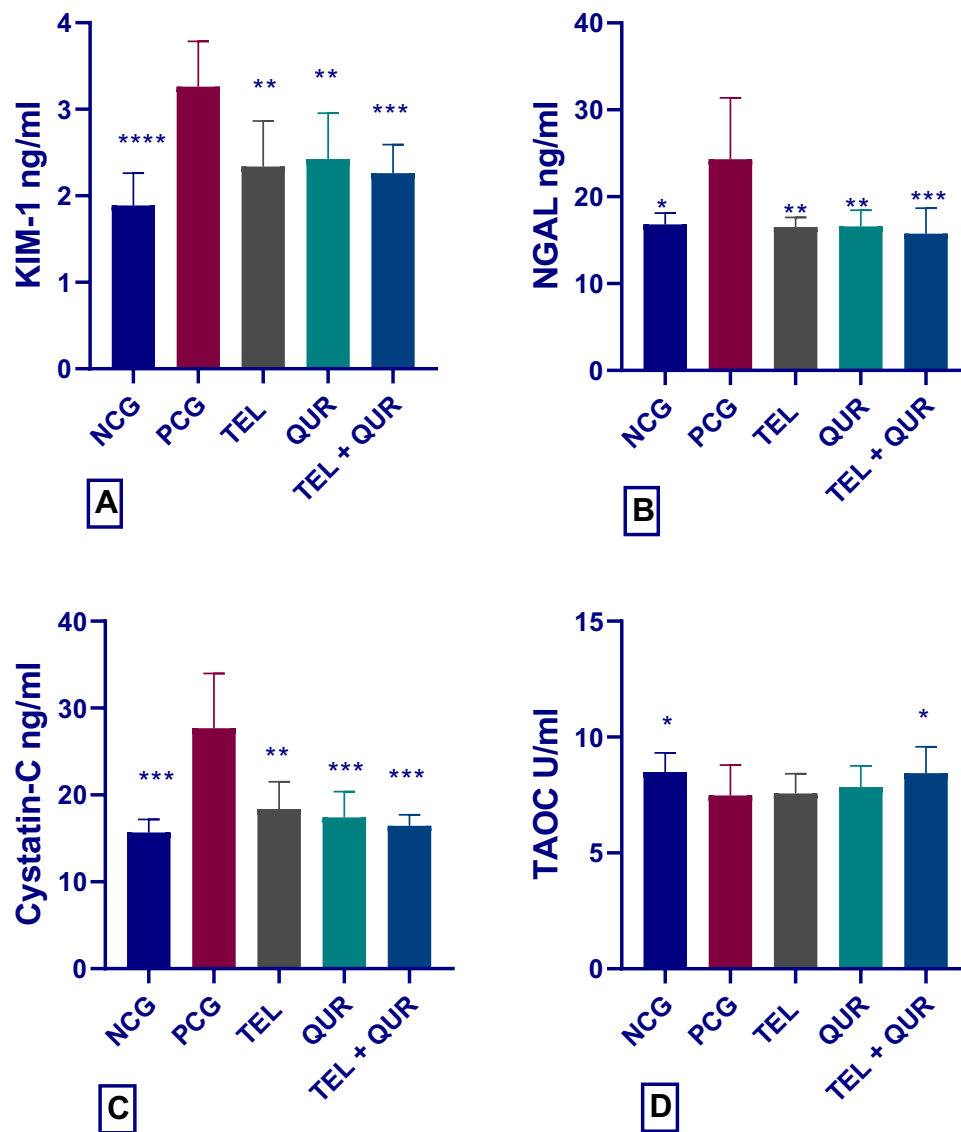 KIM-1 ng/ml
4
3
2
1
0
****
**
**
***
NCG
PCG
TEL
QUR
TEL + QUR
A
NGAL ng/ml
40
30
20
10
0
*
**
**
***
NCG
PCG
TEL
QUR
TEL + QUR
B
Cystatin-C ng/ml
40
30
20
10
0
***
**
***
***
NCG
PCG
TEL
QUR
TEL + QUR
C
TAOC U/ml
15
10
5
0
*
*
NCG
PCG
TEL
QUR
TEL + QUR
D